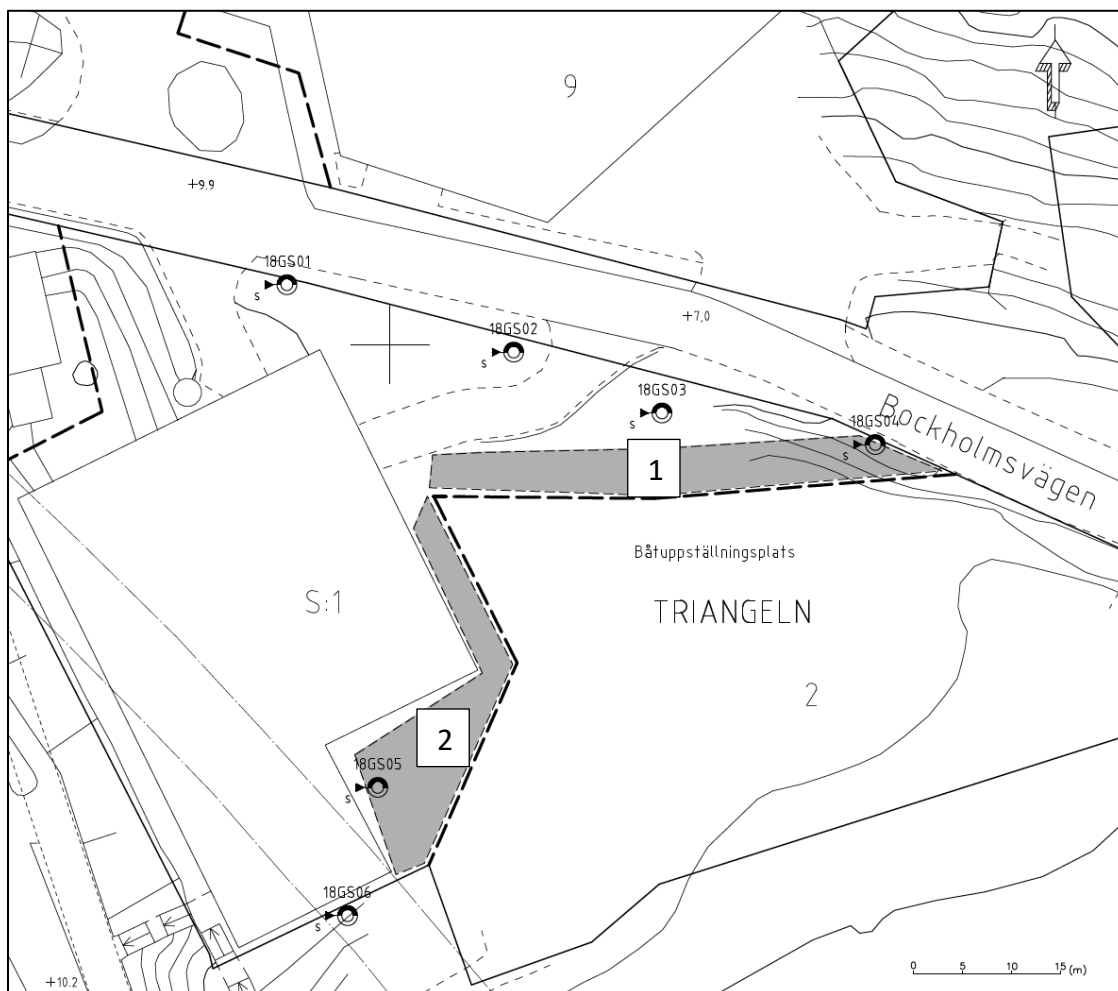 9
+9.9
18GS01
s
+7,0
18GS02
s
18GS03
s
18GS04
s
Bockholmsvägen
1
Båtuppställningsplats
S:1
TRIANGELN
2
2
18GS05
s
18GS06
s
+10.2
0 5 10 15 (m)